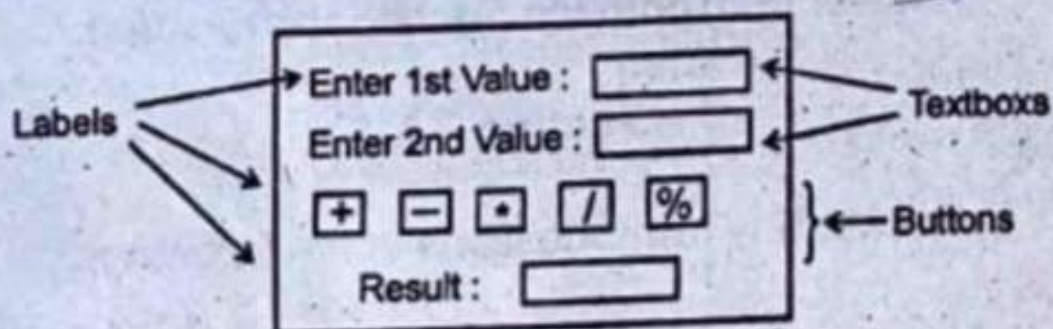 Enter 1st Value :
Labels
Textboxs
Enter 2nd Value :
+ − • / %
Buttons
Result :